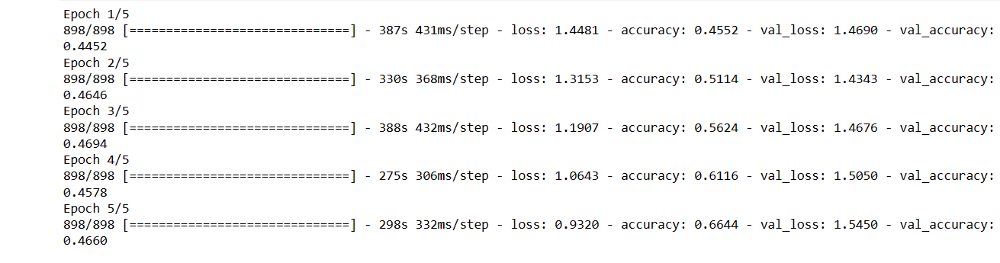 Epoch 1/5
898/898 [==============================] - 387s 431ms/step - loss: 1.4481 - accuracy: 0.4552 - val_loss: 1.4690 - val_accuracy:
0.4452
Epoch 2/5
898/898 [==============================] - 330s 368ms/step - loss: 1.3153 - accuracy: 0.5114 - val_loss: 1.4343 - val_accuracy:
0.4646
Epoch 3/5
898/898 [==============================] - 388s 432ms/step - loss: 1.1907 - accuracy: 0.5624 - val_loss: 1.4676 - val_accuracy:
0.4694
Epoch 4/5
898/898 [==============================] - 275s 306ms/step - loss: 1.0643 - accuracy: 0.6116 - val_loss: 1.5050 - val_accuracy:
0.4578
Epoch 5/5
898/898 [==============================] - 298s 332ms/step - loss: 0.9320 - accuracy: 0.6644 - val_loss: 1.5450 - val_accuracy:
0.4660